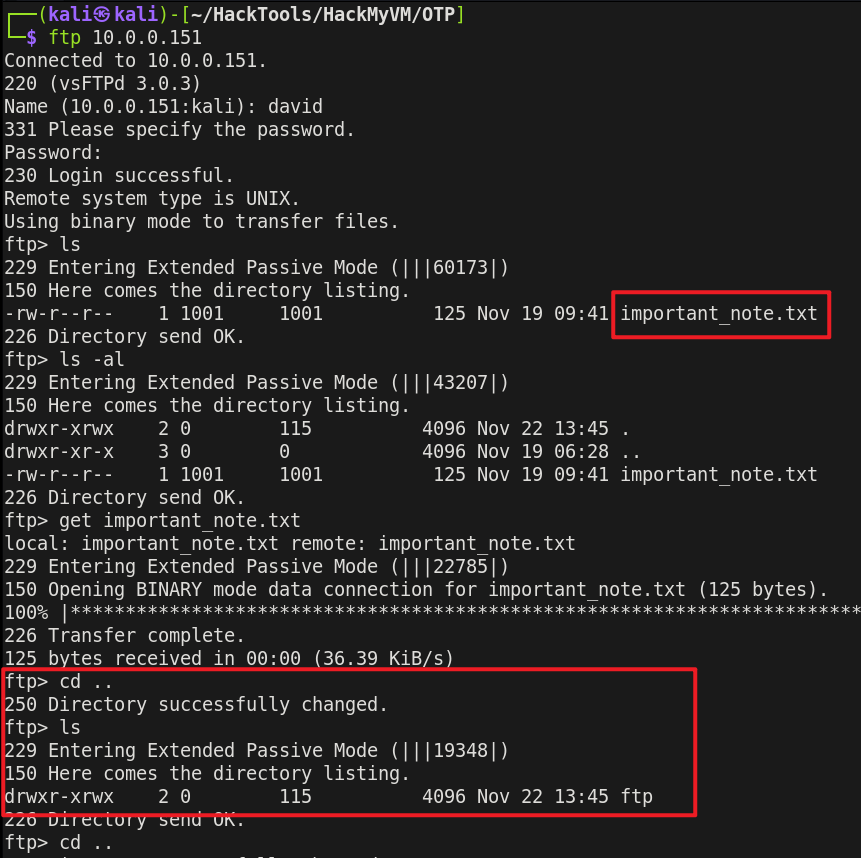 ┌──(kali㉿kali)-[~/HackTools/HackMyVM/OTP]
└─$ ftp 10.0.0.151
Connected to 10.0.0.151.
220 (vsFTPd 3.0.3)
Name (10.0.0.151:kali): david
331 Please specify the password.
Password:
230 Login successful.
Remote system type is UNIX.
Using binary mode to transfer files.
ftp> ls
229 Entering Extended Passive Mode (|||60173|)
150 Here comes the directory listing.
-rw-r--r--    1 1001     1001          125 Nov 19 09:41 important_note.txt
226 Directory send OK.
ftp> ls -al
229 Entering Extended Passive Mode (|||43207|)
150 Here comes the directory listing.
drwxr-xrwx    2 0        115          4096 Nov 22 13:45 .
drwxr-xr-x    3 0        0            4096 Nov 19 06:28 ..
-rw-r--r--    1 1001     1001          125 Nov 19 09:41 important_note.txt
226 Directory send OK.
ftp> get important_note.txt
local: important_note.txt remote: important_note.txt
229 Entering Extended Passive Mode (|||22785|)
150 Opening BINARY mode data connection for important_note.txt (125 bytes).
100% |************************************************************************
226 Transfer complete.
125 bytes received in 00:00 (36.39 KiB/s)
ftp> cd ..
250 Directory successfully changed.
ftp> ls
229 Entering Extended Passive Mode (|||19348|)
150 Here comes the directory listing.
drwxr-xrwx    2 0        115          4096 Nov 22 13:45 ftp
226 Directory send OK.
ftp> cd ..